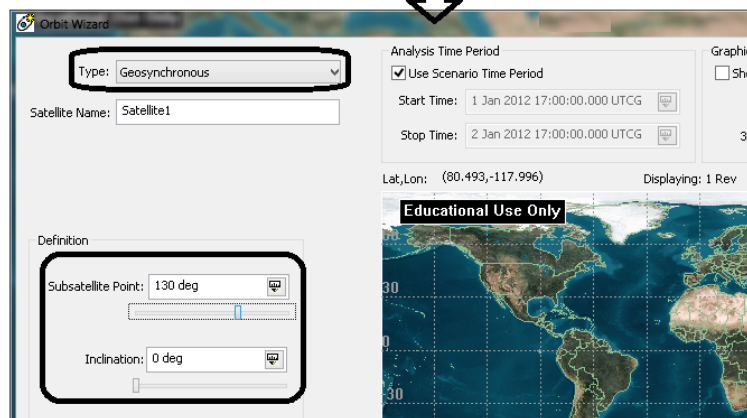 Orbit Wizard
Type: Geosynchronous
Satellite Name: Satellite1
Definition
Subsatellite Point: 130 deg
Inclination: 0 deg
Analysis Time Period
Use Scenario Time Period
Start Time: 1 Jan 2012 17:00:00.000 UTCG
Stop Time: 2 Jan 2012 17:00:00.000 UTCG
Graphi
Sho
3
Lat,Lon: (80.493,-117.996) Displaying: 1 Rev
Educational Use Only
30
0
30